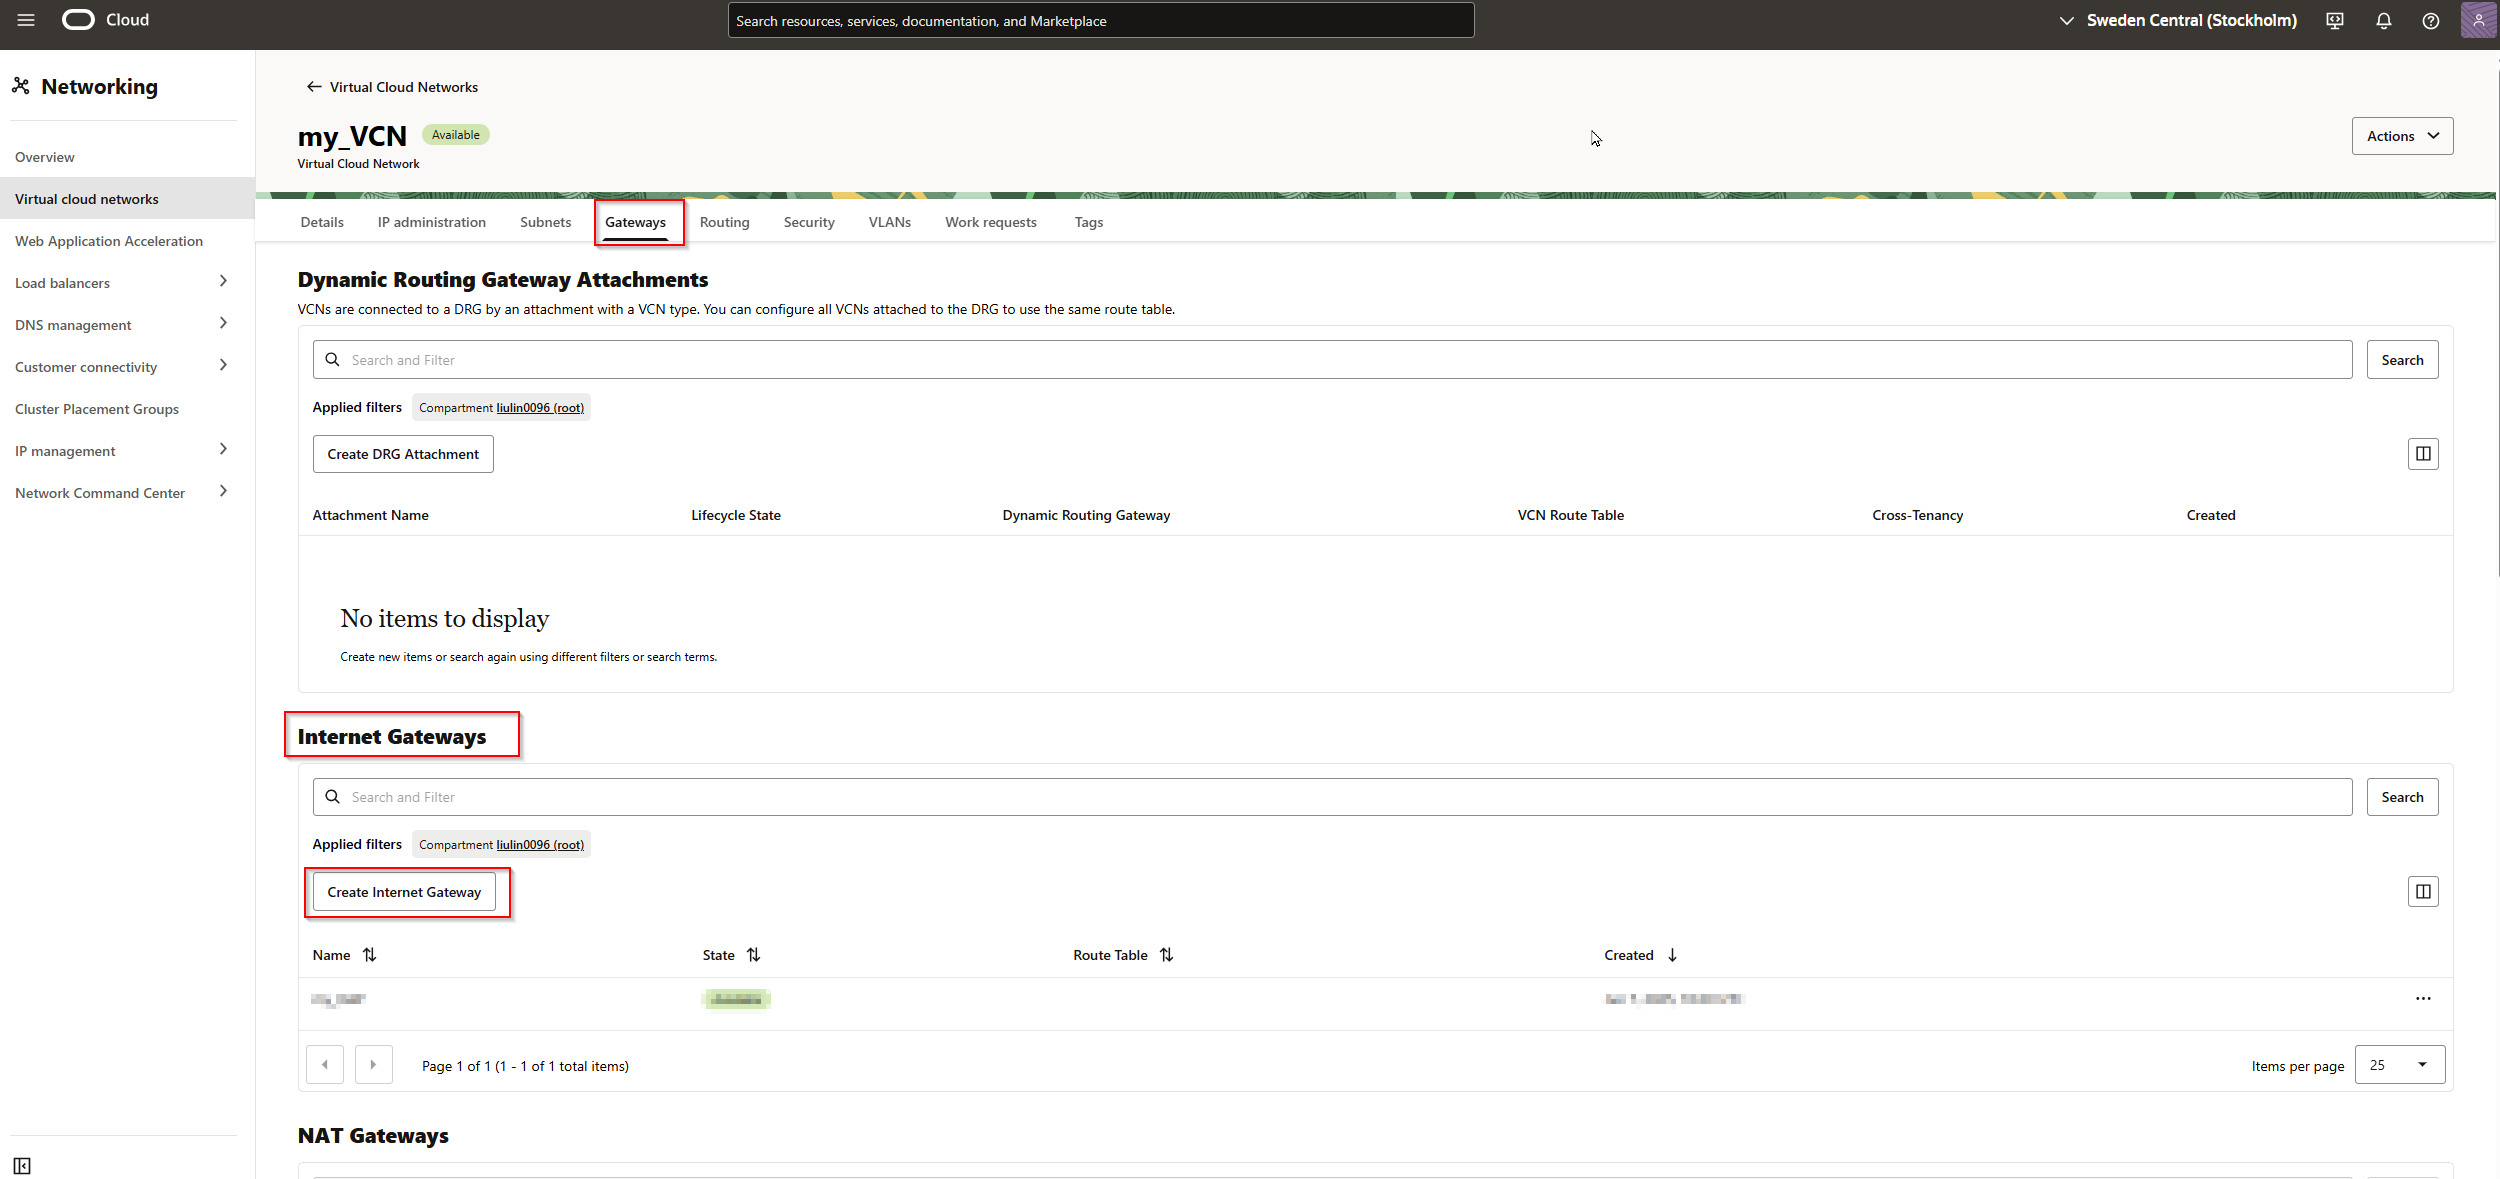 Cloud
Search resources, services, documentation, and Marketplace
Sweden Central (Stockholm)
Networking
Overview
Virtual cloud networks
Web Application Acceleration
Load balancers
DNS management
Customer connectivity
Cluster Placement Groups
IP management
Network Command Center
Virtual Cloud Networks
my_VCN Available
Virtual Cloud Network
Actions
Details IP administration Subnets Gateways Routing Security VLANs Work requests Tags
Dynamic Routing Gateway Attachments
VCNs are connected to a DRG by an attachment with a VCN type. You can configure all VCNs attached to the DRG to use the same route table.
Search and Filter Search
Applied filters Compartment liulin0096 (root)
Create DRG Attachment
Attachment Name Lifecycle State Dynamic Routing Gateway VCN Route Table Cross-Tenancy Created
No items to display
Create new items or search again using different filters or search terms.
Internet Gateways
Search and Filter Search
Applied filters Compartment liulin0096 (root)
Create Internet Gateway
Name State Route Table Created
Page 1 of 1 (1 - 1 of 1 total items) Items per page 25
NAT Gateways